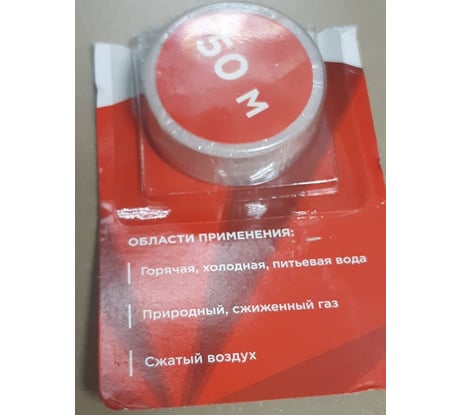 50 м
ОБЛАСТИ ПРИМЕНЕНИЯ:
Горячая, холодная, питьевая вода
Природный, сжиженный газ
Сжатый воздух